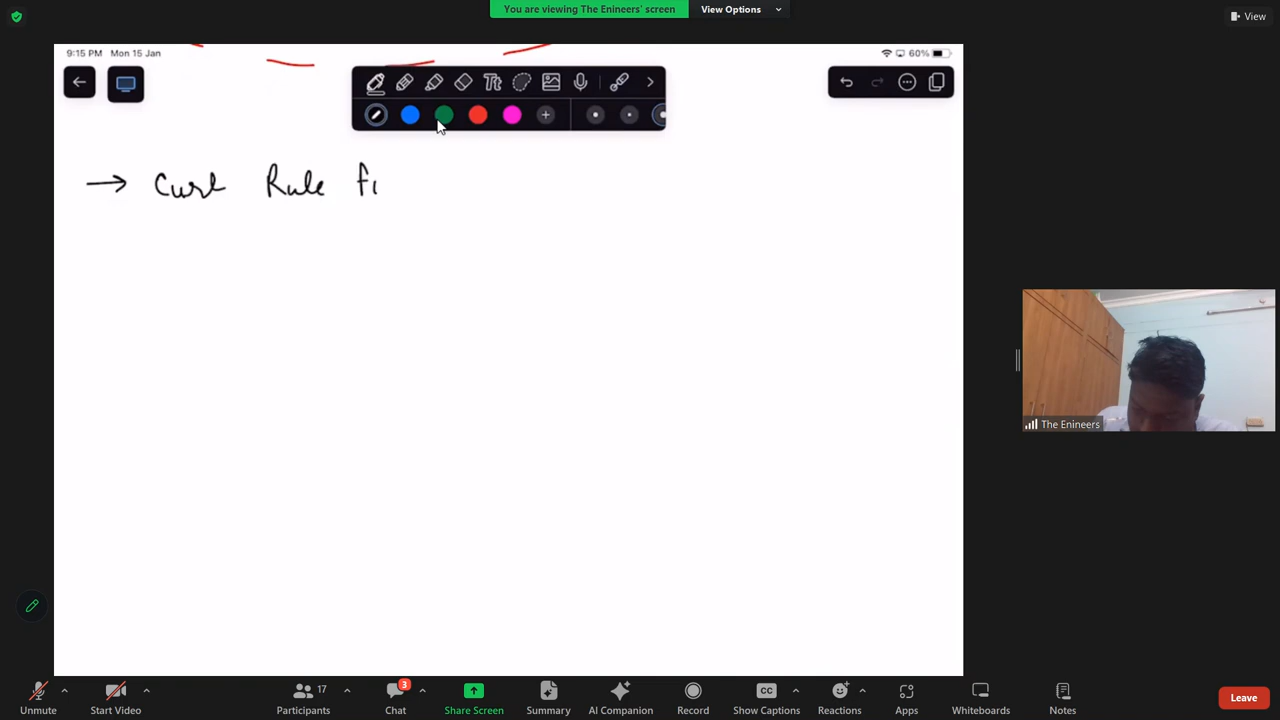 You are viewing The Enineers' screen
View Options
View
9:15 PM Mon 15 Jan
60%
Tt
→ Curl Rule
The Enineers
Unmute
Start Video
17
Participants
3
Chat
Share Screen
Summary
AI Companion
Record
CC
Show Captions
Reactions
Apps
Whiteboards
Notes
Leave